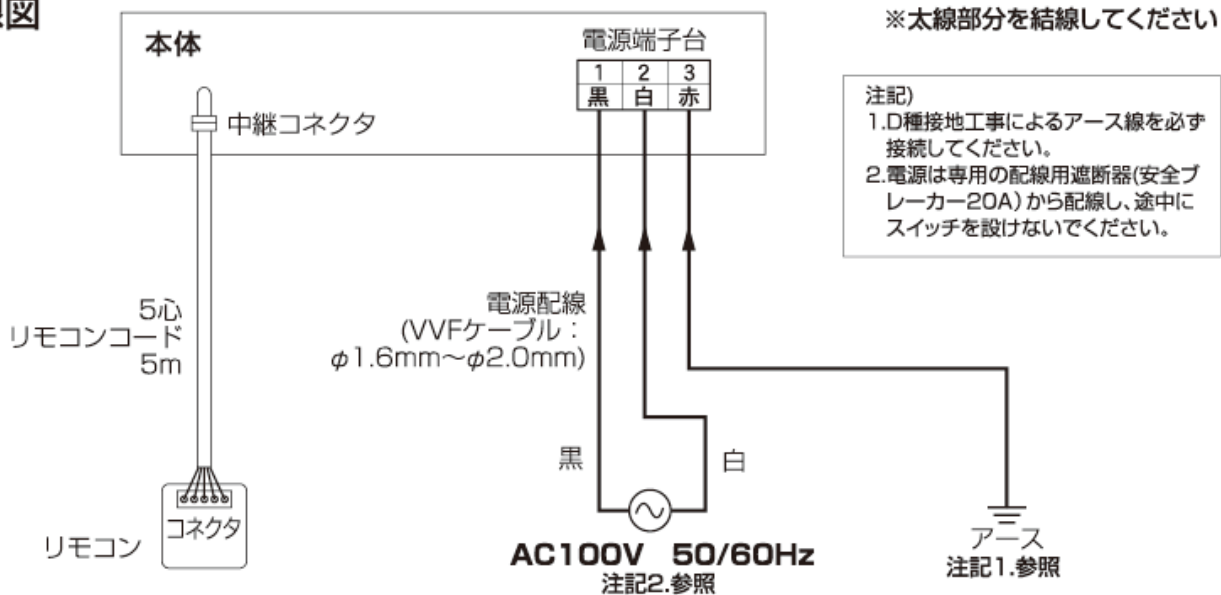 線図
※太線部分を結線してください
本体
電源端子台
1 2 3
黒 白 赤
中継コネクタ
注記)
1.D種接地工事によるアース線を必ず
接続してください。
2.電源は専用の配線用遮断器(安全ブ
レーカー20A)から配線し、途中に
スイッチを設けないでください。
5心
リモコンコード
5m
電源配線
(VVFケーブル:
φ1.6mm~φ2.0mm)
黒
白
コネクタ
リモコン
AC100V 50/60Hz
注記2.参照
アース
注記1.参照